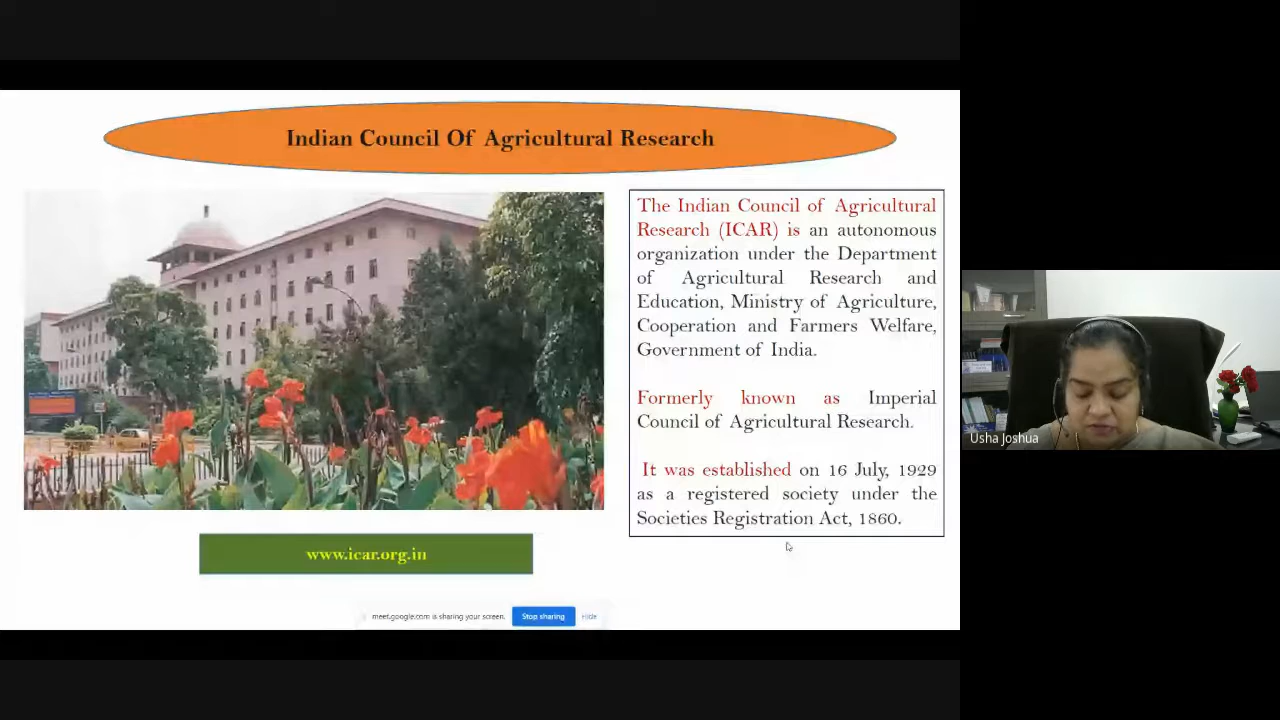 Indian Council Of Agricultural Research
The Indian Council of Agricultural
Research (ICAR) is an autonomous
organization under the Department
of Agricultural Research and
Education, Ministry of Agriculture,
Cooperation and Farmers Welfare,
Government of India.
Formerly known as Imperial
Council of Agricultural Research.
It was established on 16 July, 1929
as a registered society under the
Societies Registration Act, 1860.
www.icar.org.in
meet.google.com is sharing your screen. Stop sharing Hide
Usha Joshua